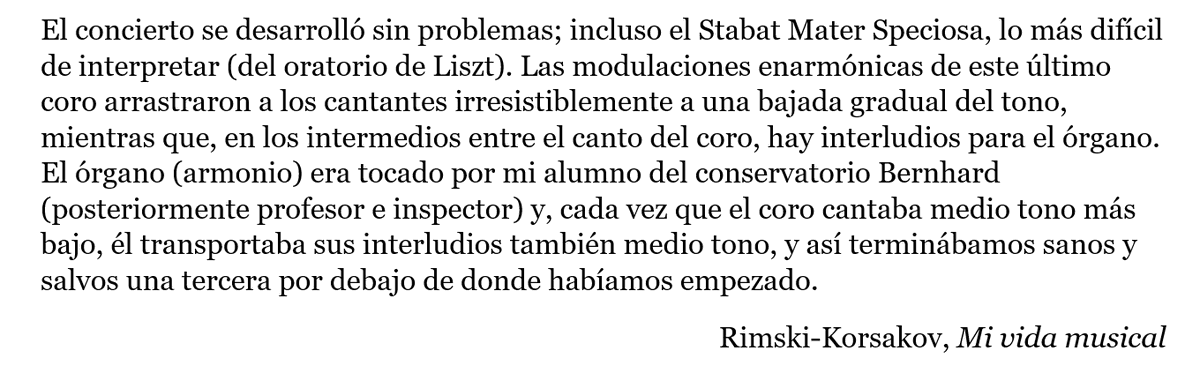 El concierto se desarrolló sin problemas; incluso el Stabat Mater Speciosa, lo más difícil
de interpretar (del oratorio de Liszt). Las modulaciones enarmónicas de este último
coro arrastraron a los cantantes irresistiblemente a una bajada gradual del tono,
mientras que, en los intermedios entre el canto del coro, hay interludios para el órgano.
El órgano (armonio) era tocado por mi alumno del conservatorio Bernhard
(posteriormente profesor e inspector) y, cada vez que el coro cantaba medio tono más
bajo, él transportaba sus interludios también medio tono, y así terminábamos sanos y
salvos una tercera por debajo de donde habíamos empezado.
Rimski-Korsakov, Mi vida musical